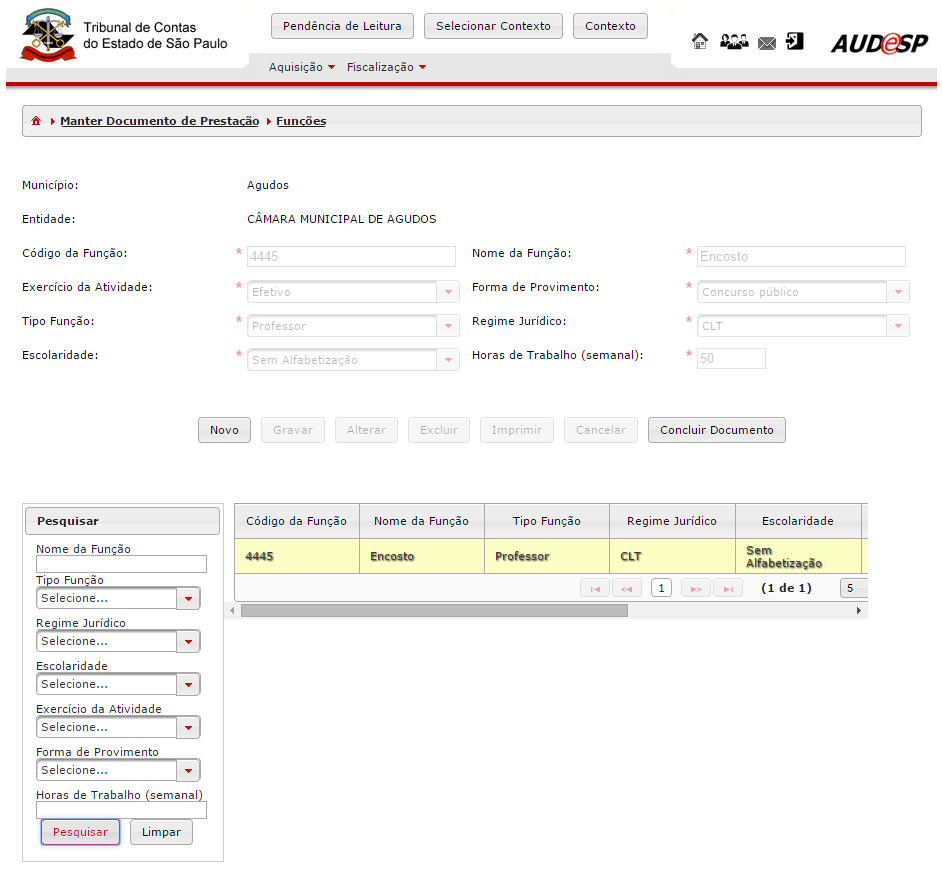 Tribunal de Contas
do Estado de São Paulo
Pendência de Leitura Selecionar Contexto Contexto
AUDeSP
Aquisição Fiscalização
Manter Documento de Prestação Funções
Município: Agudos
Entidade: CÂMARA MUNICIPAL DE AGUDOS
Código da Função: * 4445 Nome da Função: * Encosto
Exercício da Atividade: * Efetivo Forma de Provimento: * Concurso público
Tipo Função: * Professor Regime Jurídico: * CLT
Escolaridade: * Sem Alfabetização Horas de Trabalho (semanal): * 50
Novo Gravar Alterar Excluir Imprimir Cancelar Concluir Documento
Pesquisar
Nome da Função
Tipo Função
Selecione...
Regime Jurídico
Selecione...
Escolaridade
Selecione...
Exercício da Atividade
Selecione...
Forma de Provimento
Selecione...
Horas de Trabalho (semanal)
Pesquisar Limpar
Código da Função Nome da Função Tipo Função Regime Jurídico Escolaridade
4445 Encosto Professor CLT Sem
Alfabetização
1 (1 de 1) 5